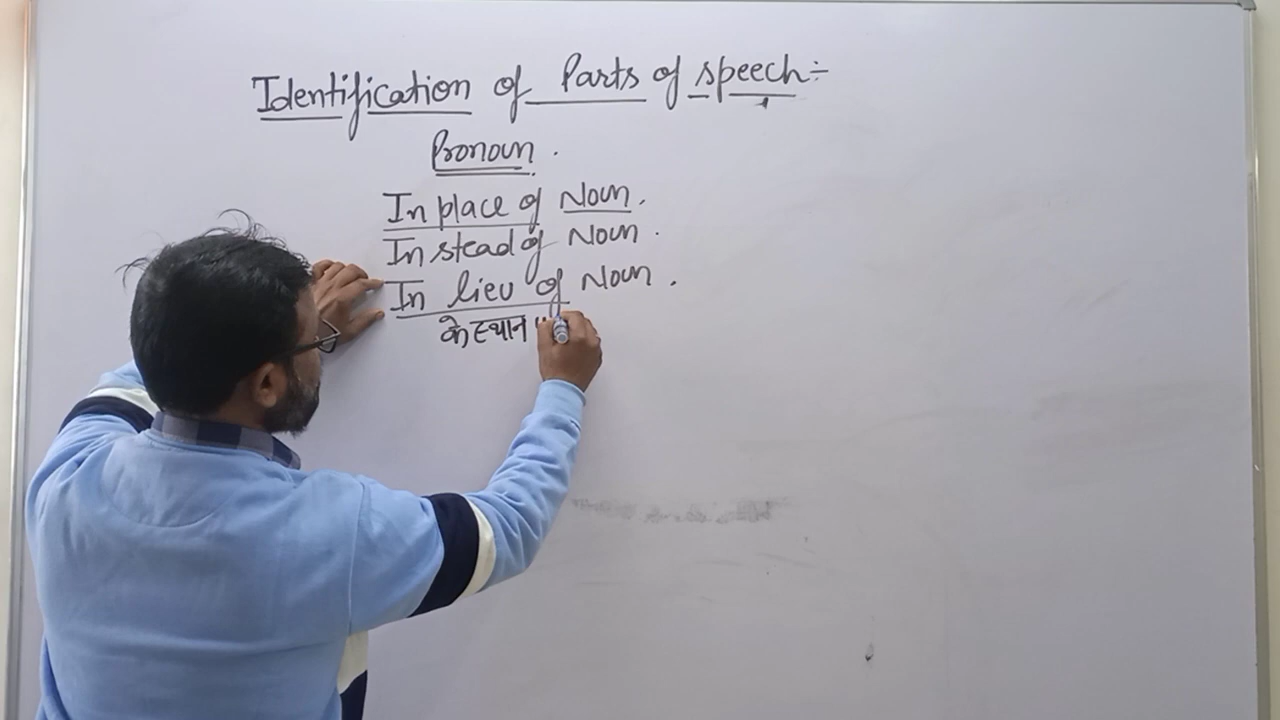 Identification of Parts of speech÷
Pronoun .
In place of Noun.
In stead of Noun .
In lieu of Noun .
के स्थान